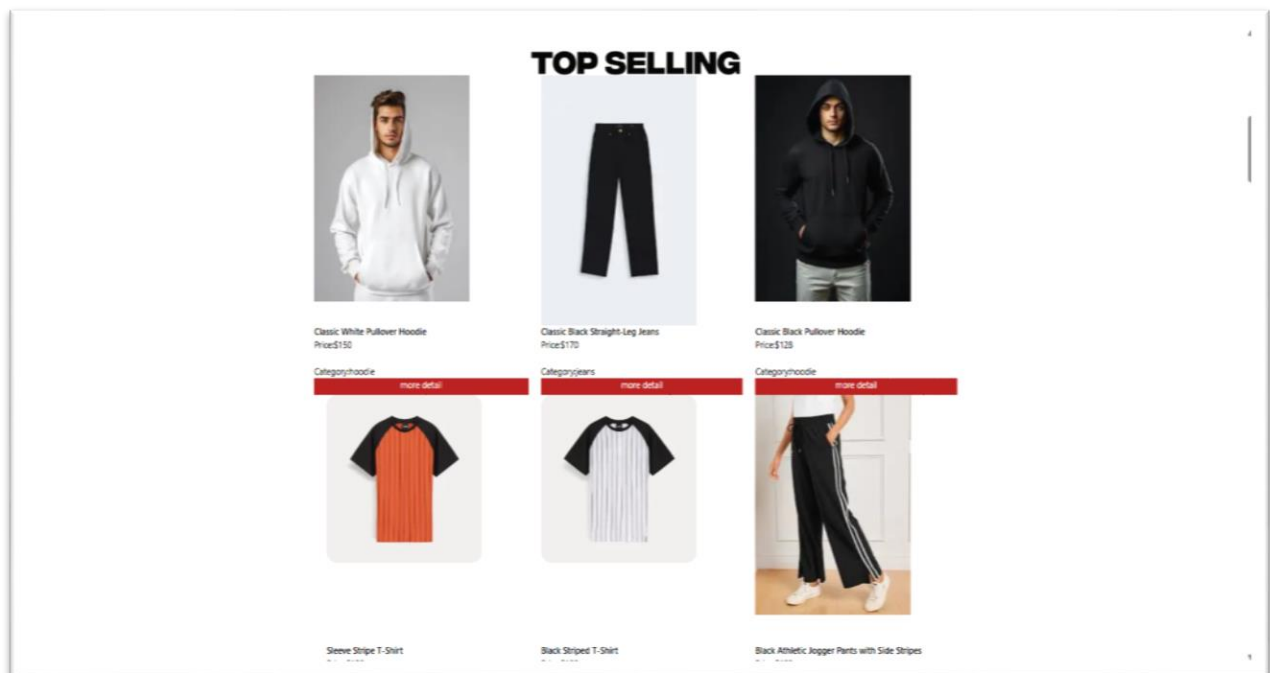 TOP SELLING
Classic White Pullover Hoodie
Price:$150
Category:hoodie
more detail
Classic Black Straight-Leg Jeans
Price:$170
Category:jeans
more detail
Classic Black Pullover Hoodie
Price:$128
Category:hoodie
more detail
Sleeve Stripe T-Shirt
Black Striped T-Shirt
Black Athletic Jogger Pants with Side Stripes